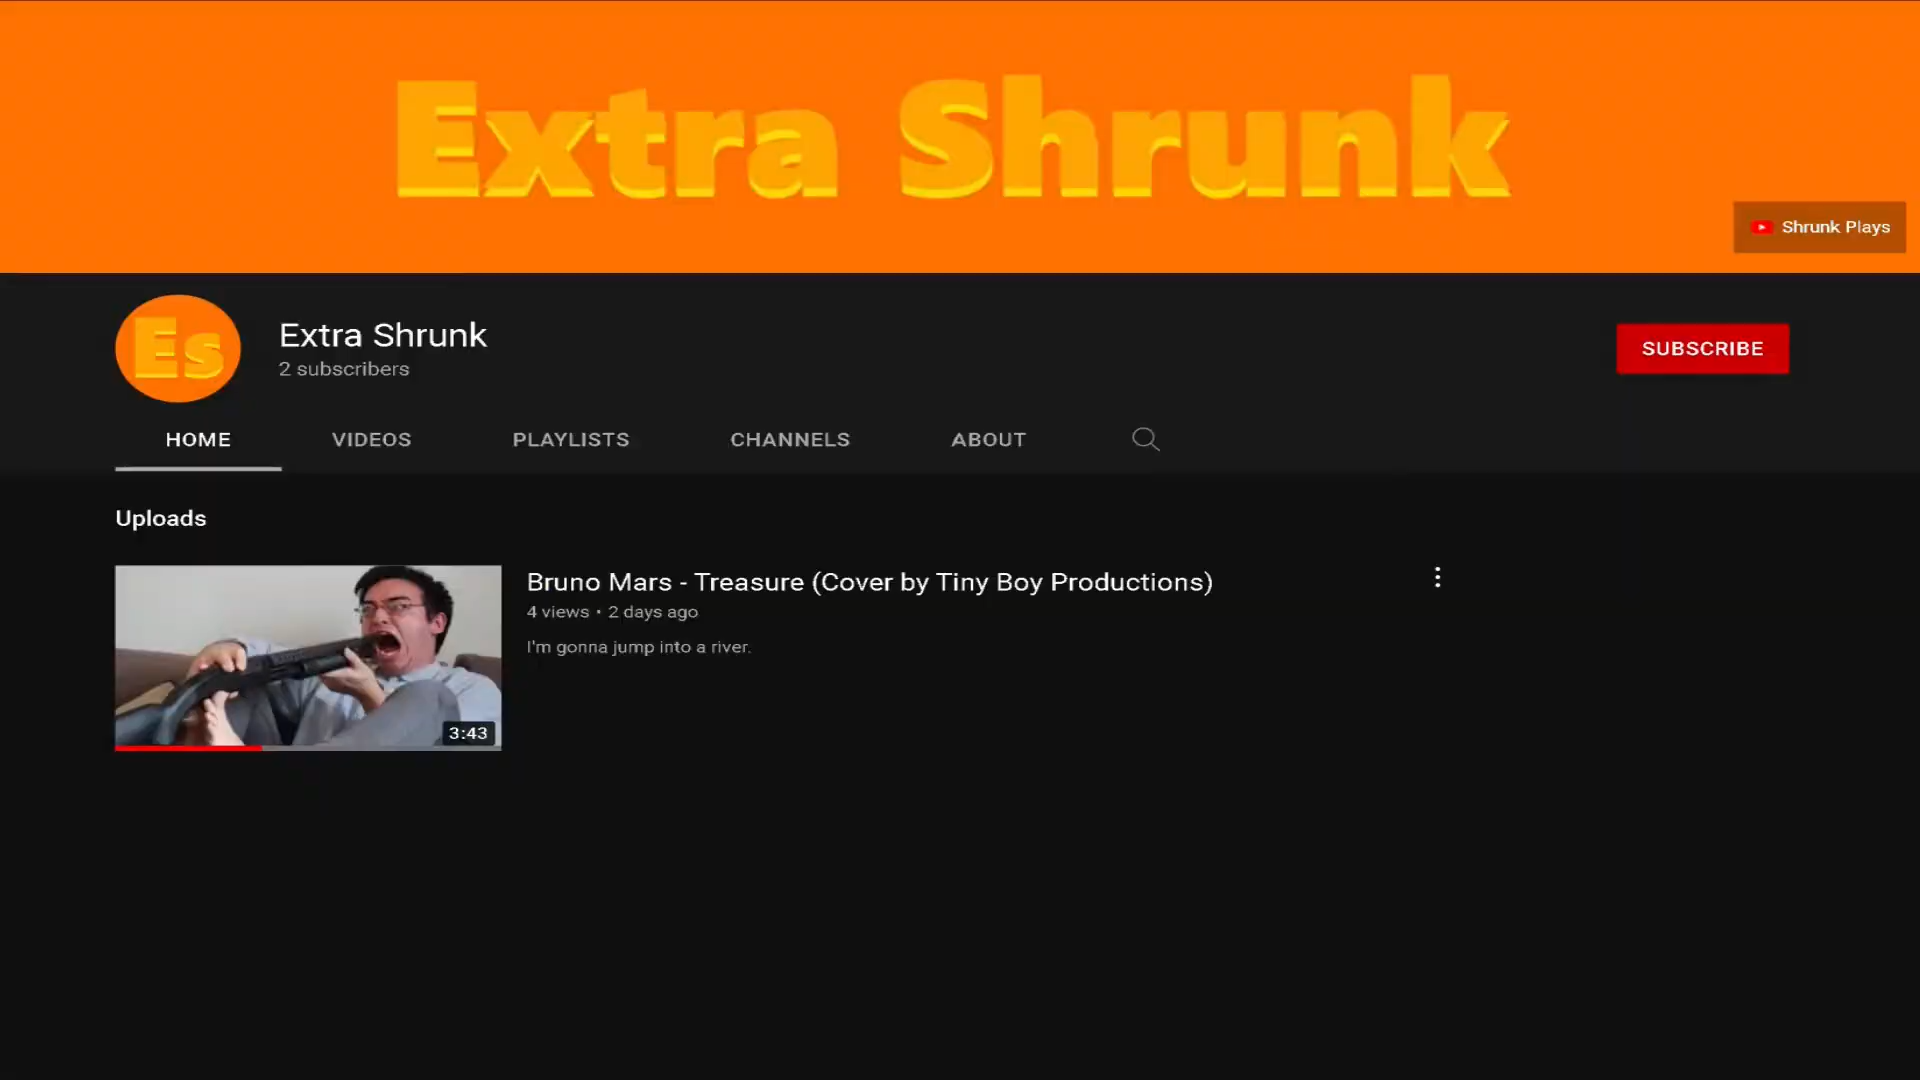 Extra Shrunk
Shrunk Plays
Es
Extra Shrunk
2 subscribers
SUBSCRIBE
HOME VIDEOS PLAYLISTS CHANNELS ABOUT
Uploads
Bruno Mars - Treasure (Cover by Tiny Boy Productions)
4 views • 2 days ago
I'm gonna jump into a river.
3:43